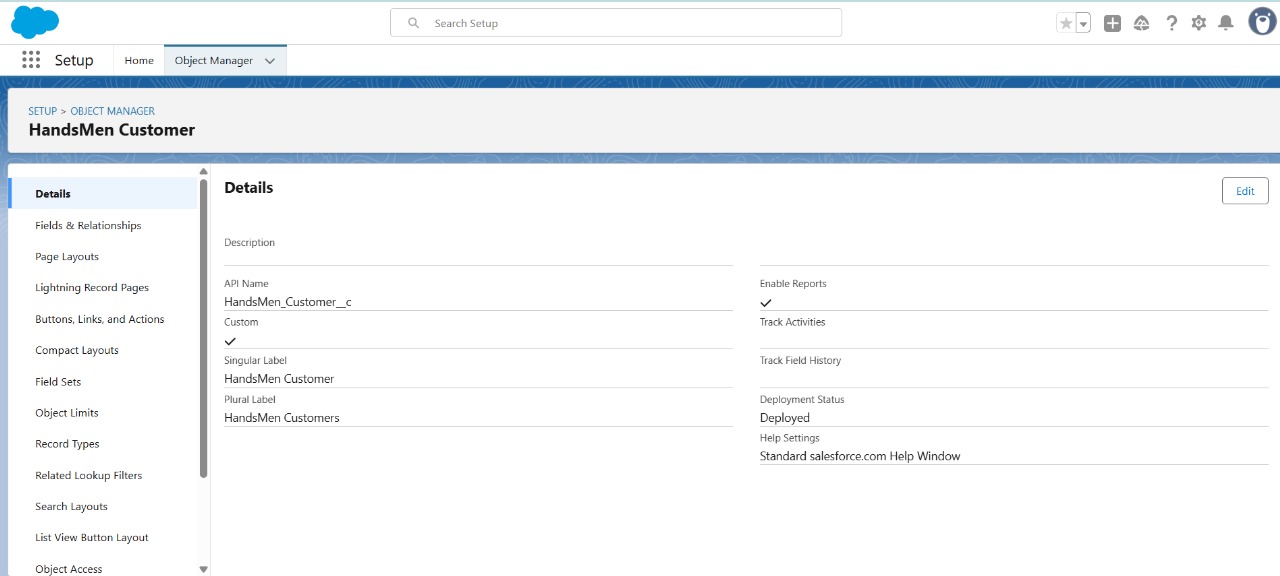 Search Setup
Setup
Home
Object Manager
SETUP > OBJECT MANAGER
HandsMen Customer
Details
Fields & Relationships
Page Layouts
Lightning Record Pages
Buttons, Links, and Actions
Compact Layouts
Field Sets
Object Limits
Record Types
Related Lookup Filters
Search Layouts
List View Button Layout
Object Access
Details
Edit
Description
API Name
HandsMen_Customer__c
Custom
Singular Label
HandsMen Customer
Plural Label
HandsMen Customers
Enable Reports
Track Activities
Track Field History
Deployment Status
Deployed
Help Settings
Standard salesforce.com Help Window